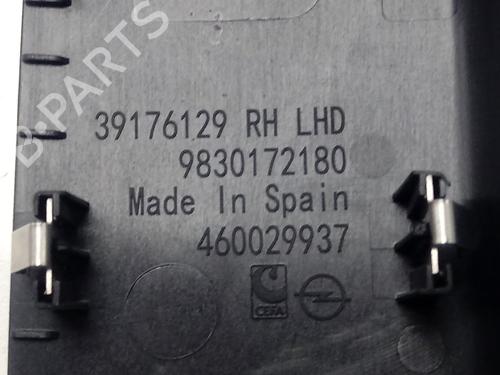 B-PARTS
39176129 RH LHD
9830172180
Made In Spain
460029937
CEFA